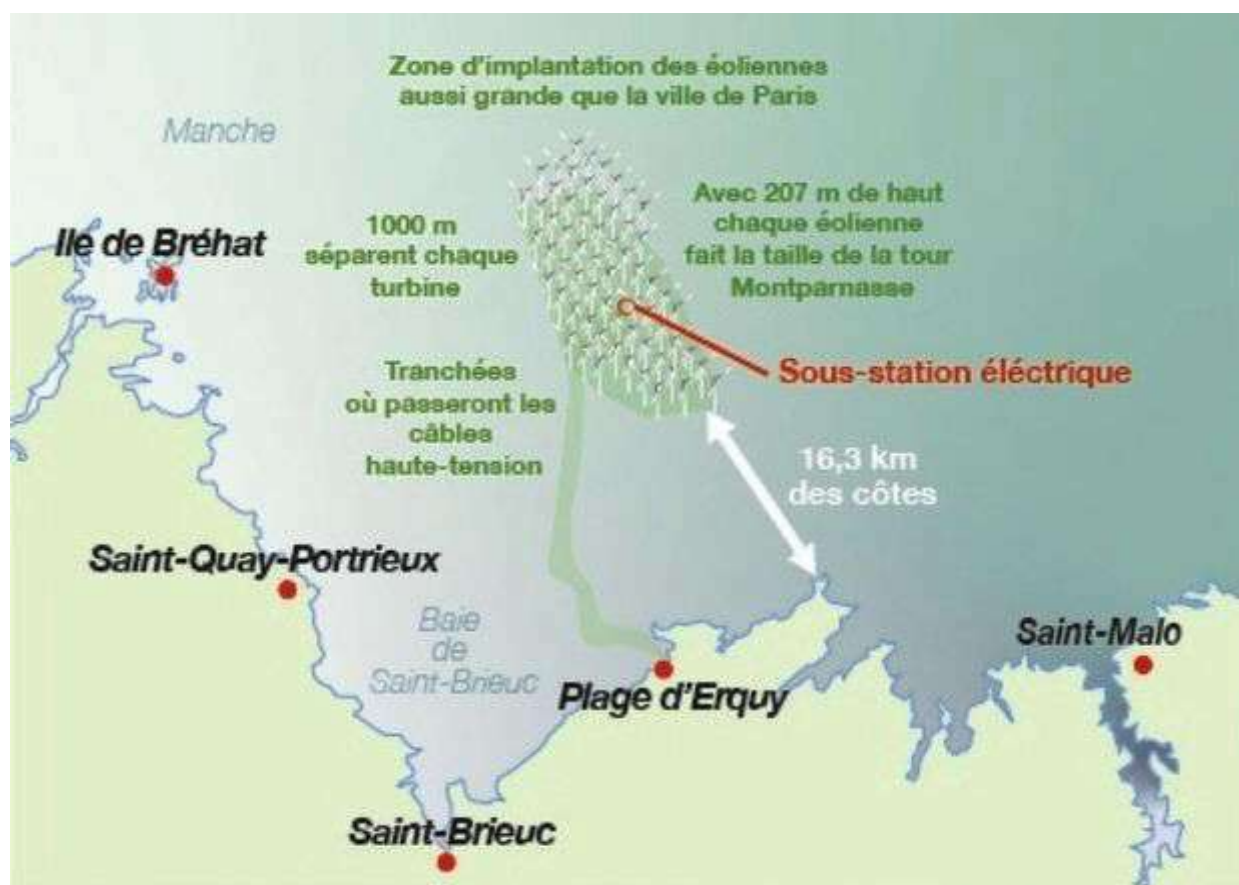 Zone d'implantation des éoliennes
aussi grande que la ville de Paris
Manche
Avec 207 m de haut
chaque éolienne
fait la taille de la tour
Montparnasse
1000 m
séparent chaque
turbine
Ile de Bréhat
Sous-station éléctrique
Tranchées
où passeront les
câbles
haute-tension
16,3 km
des côtes
Saint-Quay-Portrieux
Baie
de
Saint-Brieuc
Saint-Malo
Plage d'Erquy
Saint-Brieuc